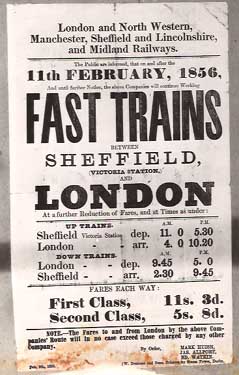 London and North Western,
Manchester, Sheffield and Lincolnshire,
and Midland Railways.
The Public are informed, that on and after the
11th FEBRUARY, 1856,
And until further Notice, the above Companies will continue Working
FAST TRAINS
BETWEEN
SHEFFIELD,
(VICTORIA STATION,)
AND
LONDON
At a further Reduction of Fares, and at Times as under:
UP TRAINS. A.M. P.M.
Sheffield Victoria Station dep. 11. 0 5.30
London - - arr. 4. 0 10.20
DOWN TRAINS. A.M. P.M.
London - - dep. 9.45 5. 0
Sheffield - - arr. 2.30 9.45
FARES EACH WAY:
First Class, 11s. 3d.
Second Class, 5s. 8d.
NOTE.—The Fares to and from London by the above Com-
panies' Route will in no case exceed those charged by any other
Company.
By Order, MARK HUISH,
JAS. ALLPORT,
ED. WATKIN.
1856.